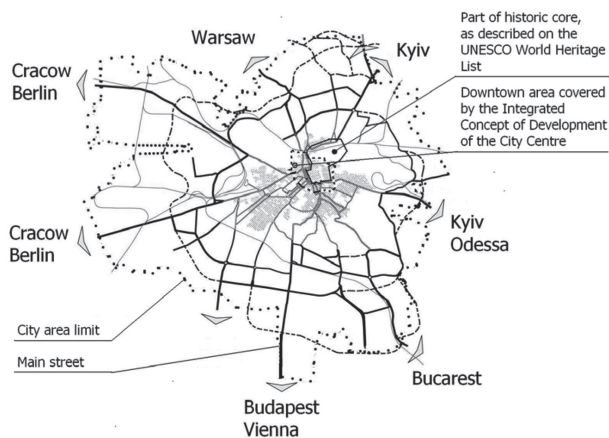 Part of historic core,
as described on the
UNESCO World Heritage
List
Warsaw
Kyiv
Cracow
Berlin
Downtown area covered
by the Integrated
Concept of Development
of the City Centre
Kyiv
Odessa
Cracow
Berlin
City area limit
Main street
Bucarest
Budapest
Vienna